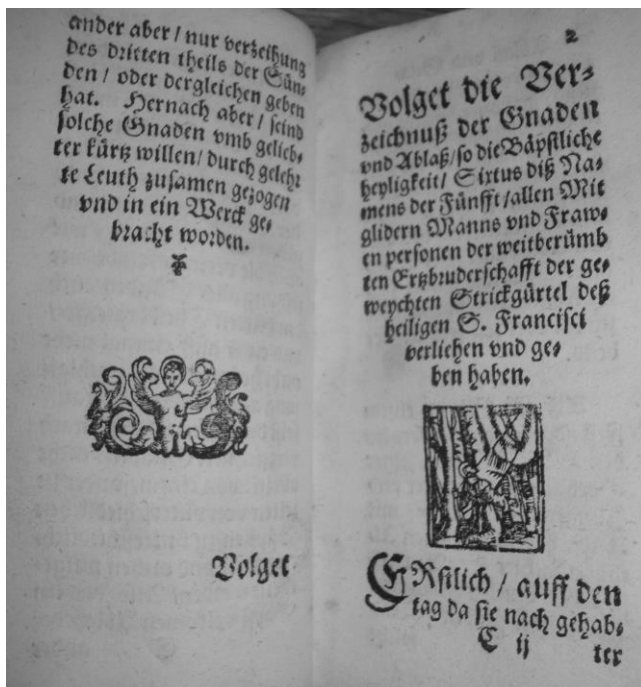 ander aber / nur verzeihung
des dritten theils der Sün-
den / oder dergleichen geben
hat. Hernach aber / seind
solche Gnaden vmb gelieb-
ter kürtz willen / durch gelehr
te Leuth zusamen gezogen
vnd in ein Werck ge-
bracht worden.
Volget
2
Volget die Ver-
zeichnuß der Gnaden
vnd Ablaß / so die Bäpstliche
heyligkeit / Sixtus diß Na-
mens der Fünfft / allen Mit
glidern Manns vnd Fraw-
en personen der weitberümb
ten Ertzbruderschafft der ge-
weychten Strickgürtel deß
heiligen S. Francisci
verlichen vnd ge-
ben haben.
ERstlich / auff den
tag da sie nach gehab-
C ij
ter